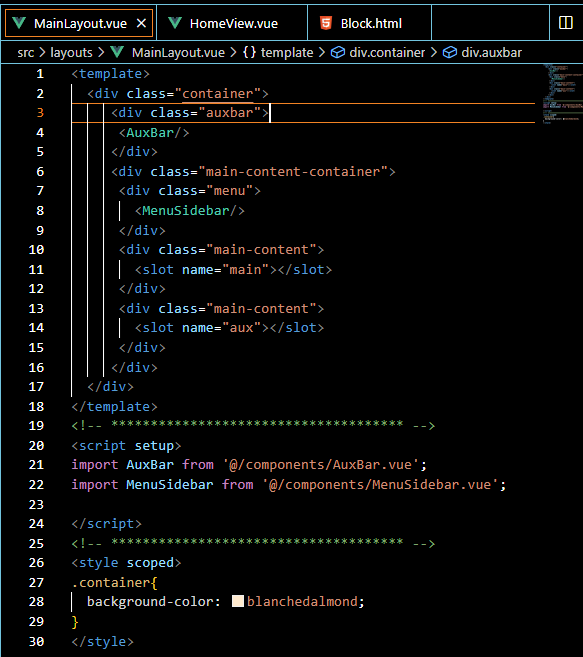 MainLayout.vue HomeView.vue Block.html
src > layouts > MainLayout.vue > {} template > div.container > div.auxbar
1 <template>
2 <div class="container">
3 <div class="auxbar">
4 <AuxBar/>
5 </div>
6 <div class="main-content-container">
7 <div class="menu">
8 <MenuSidebar/>
9 </div>
10 <div class="main-content">
11 <slot name="main"></slot>
12 </div>
13 <div class="main-content">
14 <slot name="aux"></slot>
15 </div>
16 </div>
17 </div>
18 </template>
19 <!-- ************************************* -->
20 <script setup>
21 import AuxBar from '@/components/AuxBar.vue';
22 import MenuSidebar from '@/components/MenuSidebar.vue';
23
24 </script>
25 <!-- ************************************* -->
26 <style scoped>
27 .container{
28 background-color: blanchedalmond;
29 }
30 </style>